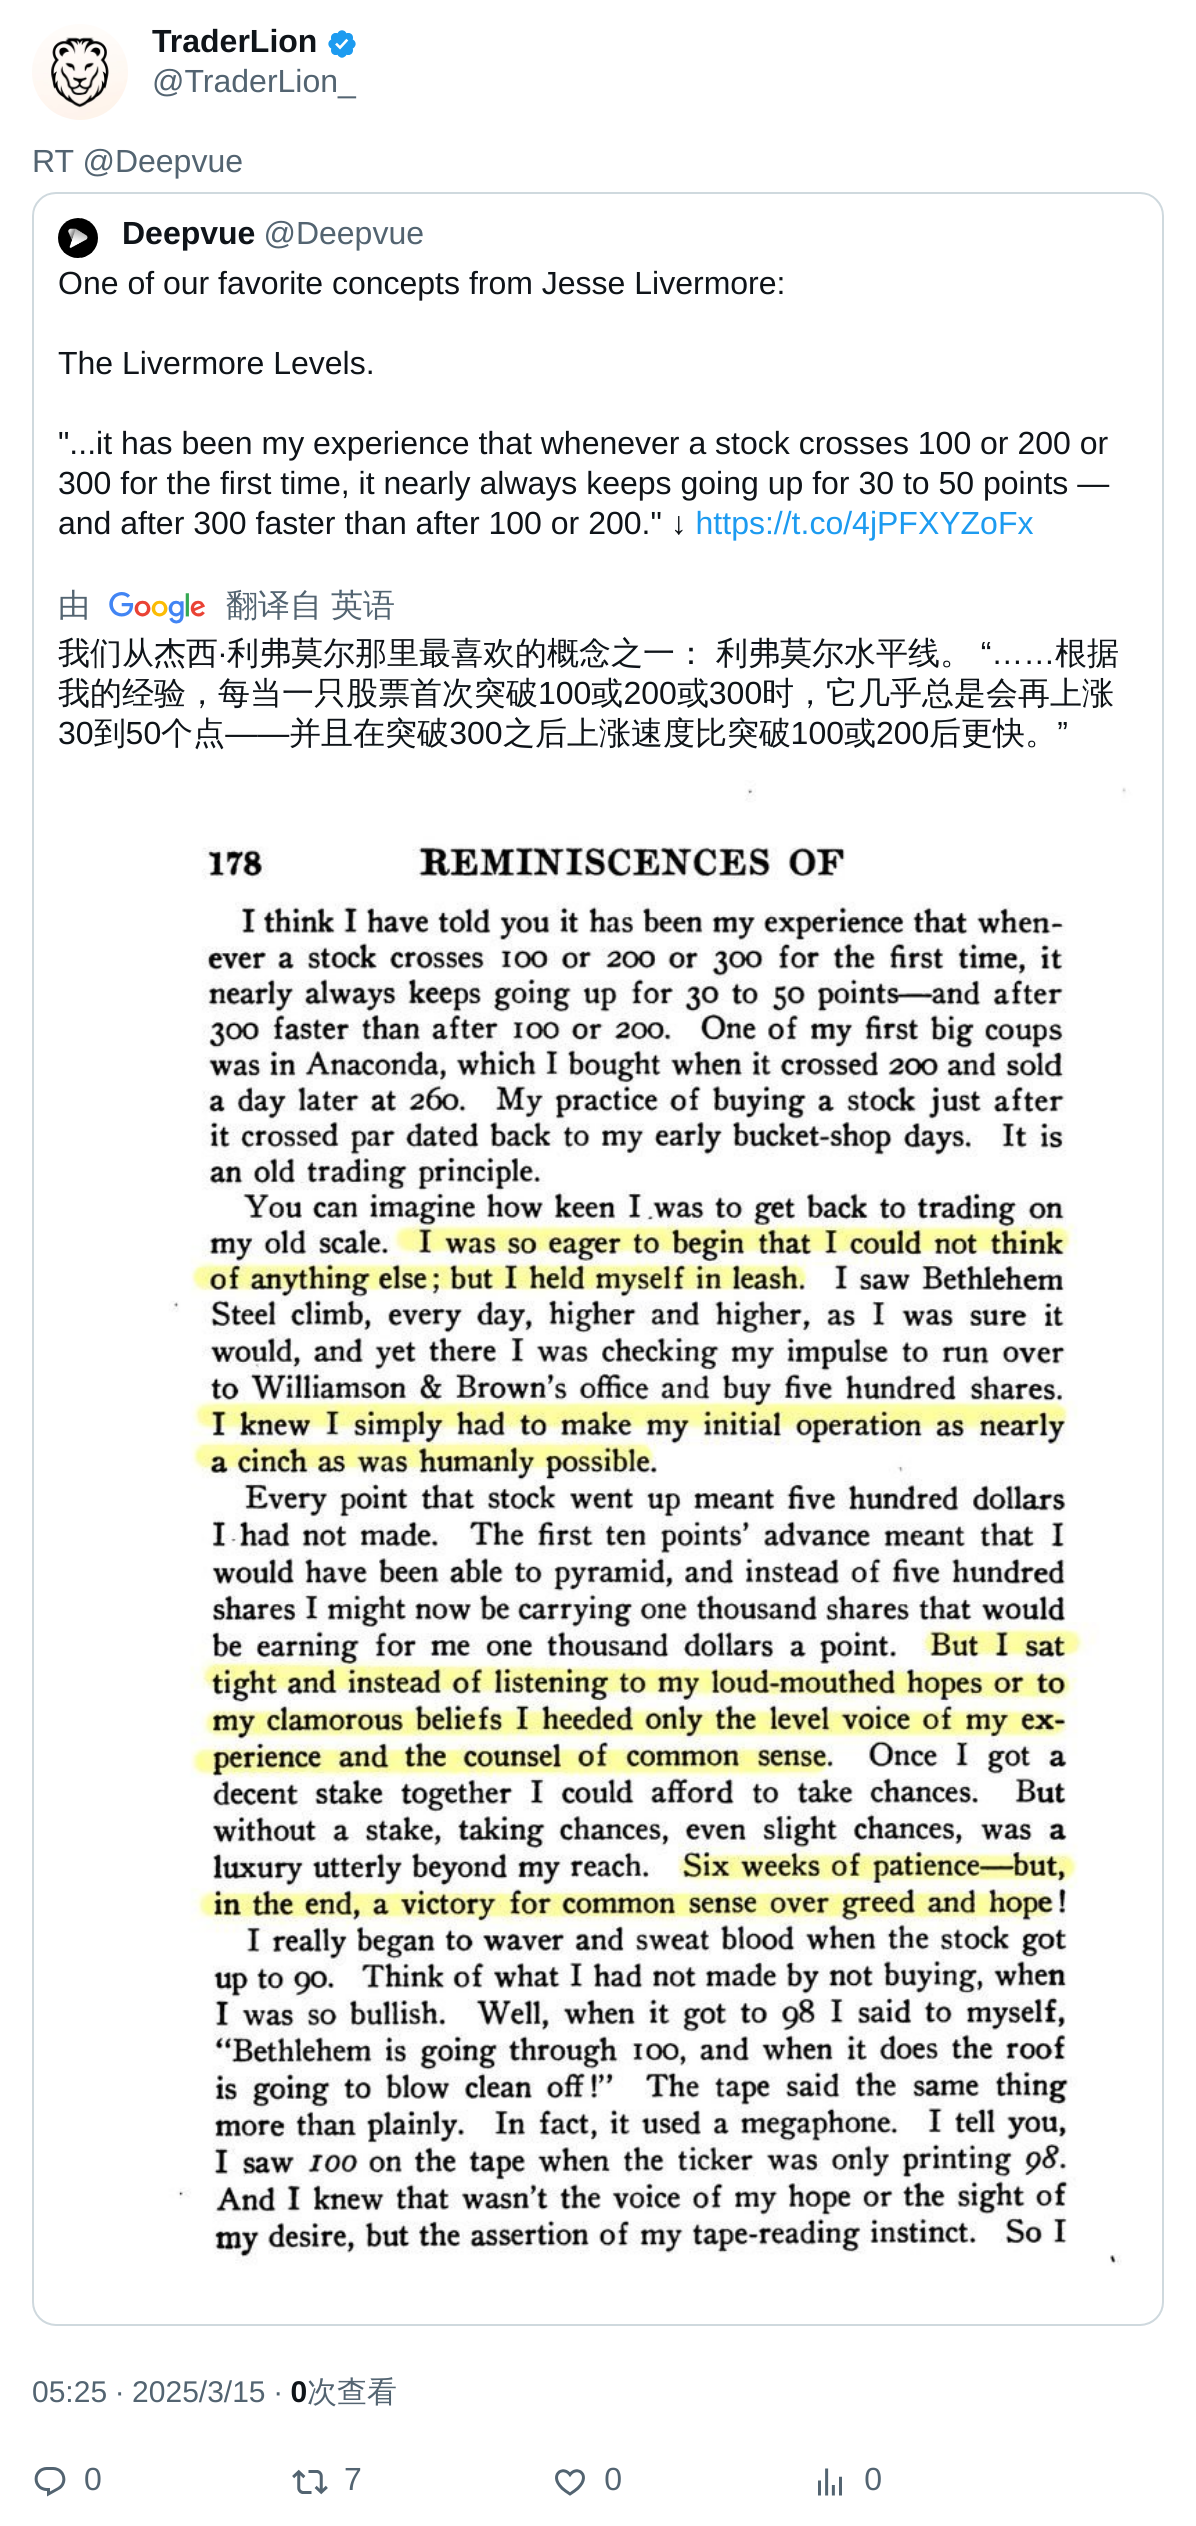 TraderLion
@TraderLion_
RT @Deepvue
Deepvue @Deepvue
One of our favorite concepts from Jesse Livermore:
The Livermore Levels.
"...it has been my experience that whenever a stock crosses 100 or 200 or
300 for the first time, it nearly always keeps going up for 30 to 50 points —
and after 300 faster than after 100 or 200." ↓ https://t.co/4jPFXYZoFx
由 Google 翻译自 英语
我们从杰西·利弗莫尔那里最喜欢的概念之一： 利弗莫尔水平线。 “……根据
我的经验，每当一只股票首次突破100或200或300时，它几乎总是会再上涨
30到50个点——并且在突破300之后上涨速度比突破100或200后更快。”
178 REMINISCENCES OF
I think I have told you it has been my experience that when-
ever a stock crosses 100 or 200 or 300 for the first time, it
nearly always keeps going up for 30 to 50 points—and after
300 faster than after 100 or 200. One of my first big coups
was in Anaconda, which I bought when it crossed 200 and sold
a day later at 260. My practice of buying a stock just after
it crossed par dated back to my early bucket-shop days. It is
an old trading principle.
You can imagine how keen I was to get back to trading on
my old scale. I was so eager to begin that I could not think
of anything else; but I held myself in leash. I saw Bethlehem
Steel climb, every day, higher and higher, as I was sure it
would, and yet there I was checking my impulse to run over
to Williamson & Brown's office and buy five hundred shares.
I knew I simply had to make my initial operation as nearly
a cinch as was humanly possible.
Every point that stock went up meant five hundred dollars
I had not made. The first ten points' advance meant that I
would have been able to pyramid, and instead of five hundred
shares I might now be carrying one thousand shares that would
be earning for me one thousand dollars a point. But I sat
tight and instead of listening to my loud-mouthed hopes or to
my clamorous beliefs I heeded only the level voice of my ex-
perience and the counsel of common sense. Once I got a
decent stake together I could afford to take chances. But
without a stake, taking chances, even slight chances, was a
luxury utterly beyond my reach. Six weeks of patience—but,
in the end, a victory for common sense over greed and hope!
I really began to waver and sweat blood when the stock got
up to 90. Think of what I had not made by not buying, when
I was so bullish. Well, when it got to 98 I said to myself,
“Bethlehem is going through 100, and when it does the roof
is going to blow clean off!” The tape said the same thing
more than plainly. In fact, it used a megaphone. I tell you,
I saw 100 on the tape when the ticker was only printing 98.
And I knew that wasn't the voice of my hope or the sight of
my desire, but the assertion of my tape-reading instinct. So I
05:25 · 2025/3/15 · 0次查看
0 7 0 0